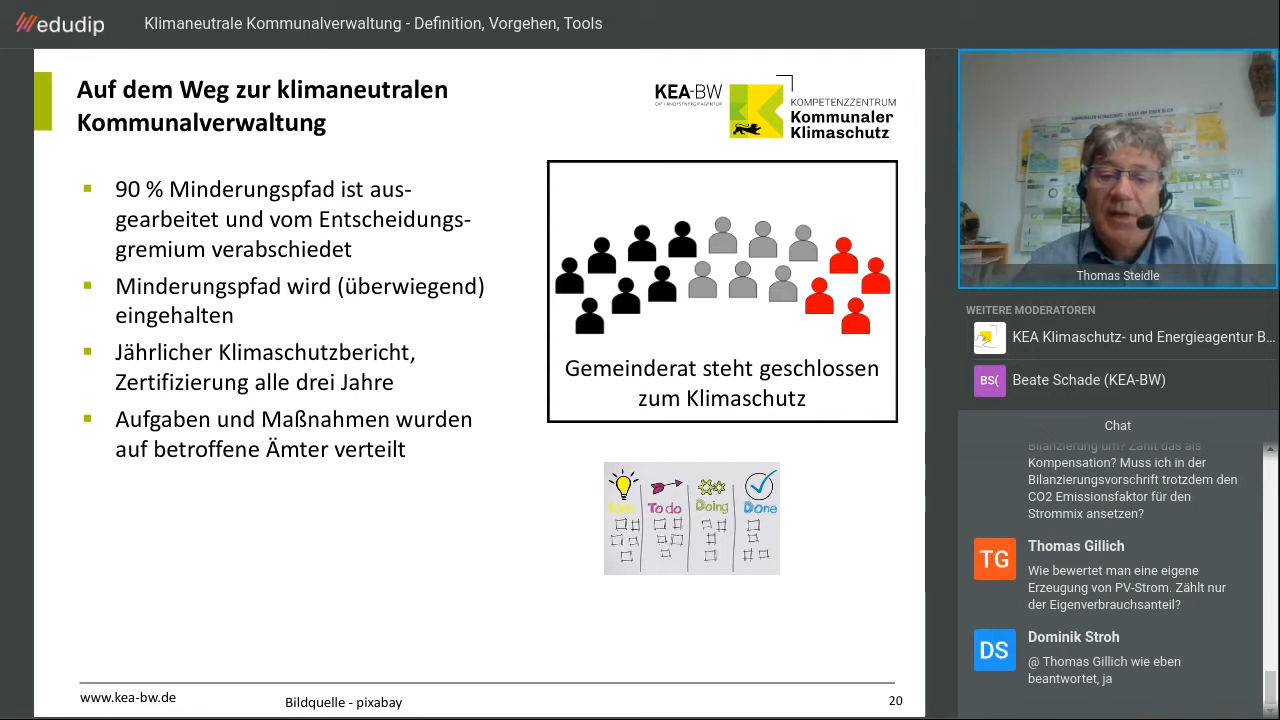 edudip
Klimaneutrale Kommunalverwaltung - Definition, Vorgehen, Tools
Auf dem Weg zur klimaneutralen
Kommunalverwaltung
KEA-BW
DIE LANDESENERGIEAGENTUR
KOMPETENZZENTRUM
Kommunaler
Klimaschutz
90 % Minderungspfad ist aus-
gearbeitet und vom Entscheidungs-
gremium verabschiedet
Minderungspfad wird (überwiegend)
eingehalten
Jährlicher Klimaschutzbericht,
Zertifizierung alle drei Jahre
Aufgaben und Maßnahmen wurden
auf betroffene Ämter verteilt
Gemeinderat steht geschlossen
zum Klimaschutz
To do
Doing
Done
www.kea-bw.de
Bildquelle - pixabay
20
Thomas Steidle
WEITERE MODERATOREN
KEA Klimaschutz- und Energieagentur B...
BS(
Beate Schade (KEA-BW)
Chat
Bilanzierung um? Zählt das als
Kompensation? Muss ich in der
Bilanzierungsvorschrift trotzdem den
CO2 Emissionsfaktor für den
Strommix ansetzen?
TG
Thomas Gillich
Wie bewertet man eine eigene
Erzeugung von PV-Strom. Zählt nur
der Eigenverbrauchsanteil?
DS
Dominik Stroh
@ Thomas Gillich wie eben
beantwortet, ja